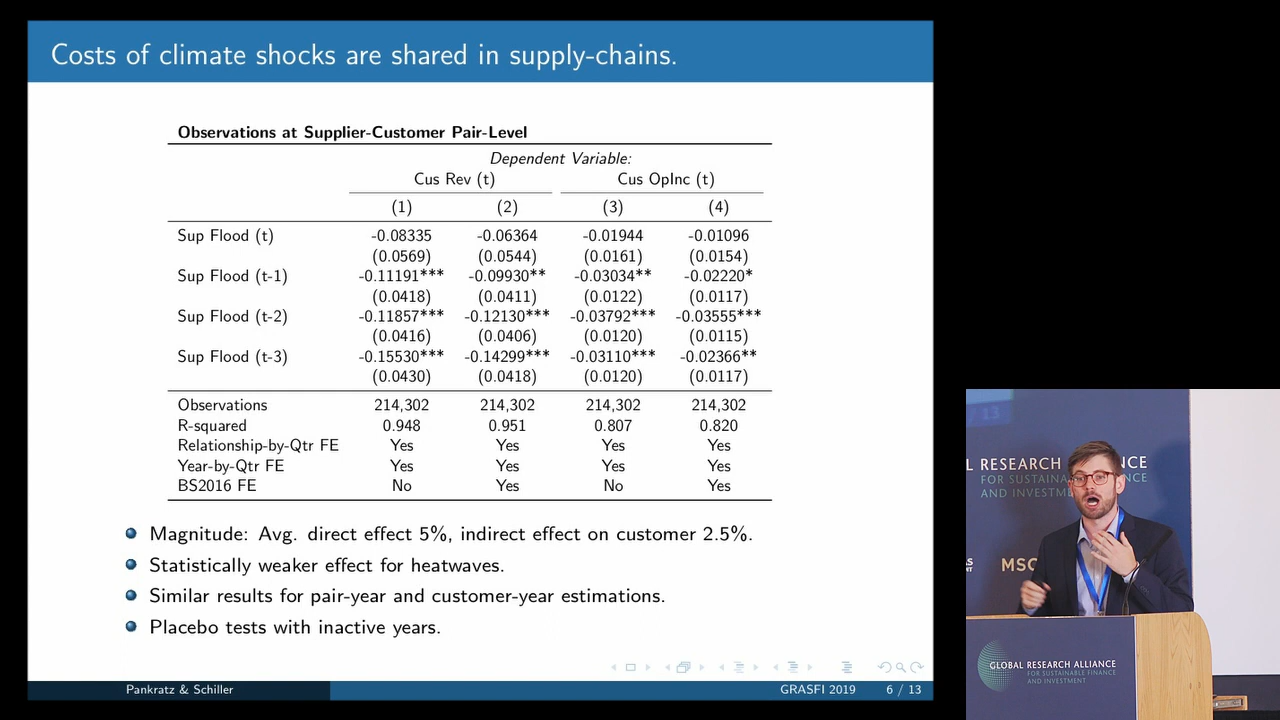 Costs of climate shocks are shared in supply-chains.
Observations at Supplier-Customer Pair-Level
Dependent Variable:
Cus Rev (t) Cus OpInc (t)
(1) (2) (3) (4)
Sup Flood (t) -0.08335 -0.06364 -0.01944 -0.01096
(0.0569) (0.0544) (0.0161) (0.0154)
Sup Flood (t-1) -0.11191*** -0.09930** -0.03034** -0.02220*
(0.0418) (0.0411) (0.0122) (0.0117)
Sup Flood (t-2) -0.11857*** -0.12130*** -0.03792*** -0.03555***
(0.0416) (0.0406) (0.0120) (0.0115)
Sup Flood (t-3) -0.15530*** -0.14299*** -0.03110*** -0.02366**
(0.0430) (0.0418) (0.0120) (0.0117)
Observations 214,302 214,302 214,302 214,302
R-squared 0.948 0.951 0.807 0.820
Relationship-by-Qtr FE Yes Yes Yes Yes
Year-by-Qtr FE Yes Yes Yes Yes
BS2016 FE No Yes No Yes
Magnitude: Avg. direct effect 5%, indirect effect on customer 2.5%.
Statistically weaker effect for heatwaves.
Similar results for pair-year and customer-year estimations.
Placebo tests with inactive years.
Pankratz & Schiller GRASFI 2019 6 / 13
/ 13
L RESEARCH NCE
FOR SUSTAINA NCE
AND INVESTM
MSC
GLOBAL RESEARCH ALLIANCE
FOR SUSTAINABLE FINANCE
AND INVESTMENT